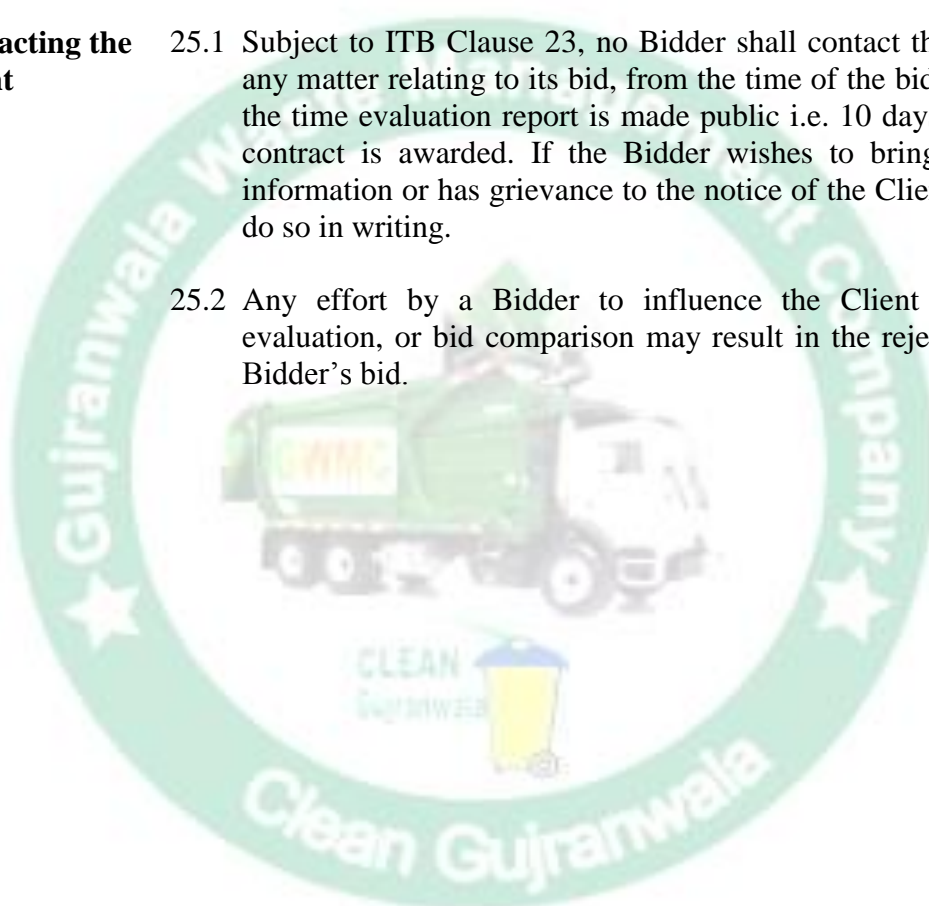 acting the
nt
25.1 Subject to ITB Clause 23, no Bidder shall contact th
any matter relating to its bid, from the time of the bid
the time evaluation report is made public i.e. 10 day
contract is awarded. If the Bidder wishes to bring
information or has grievance to the notice of the Clie
do so in writing.
25.2 Any effort by a Bidder to influence the Client
evaluation, or bid comparison may result in the reje
Bidder’s bid.
Gujranwala Waste Management Company
GWMC
CLEAN
Gujranwala
Clean Gujranwala